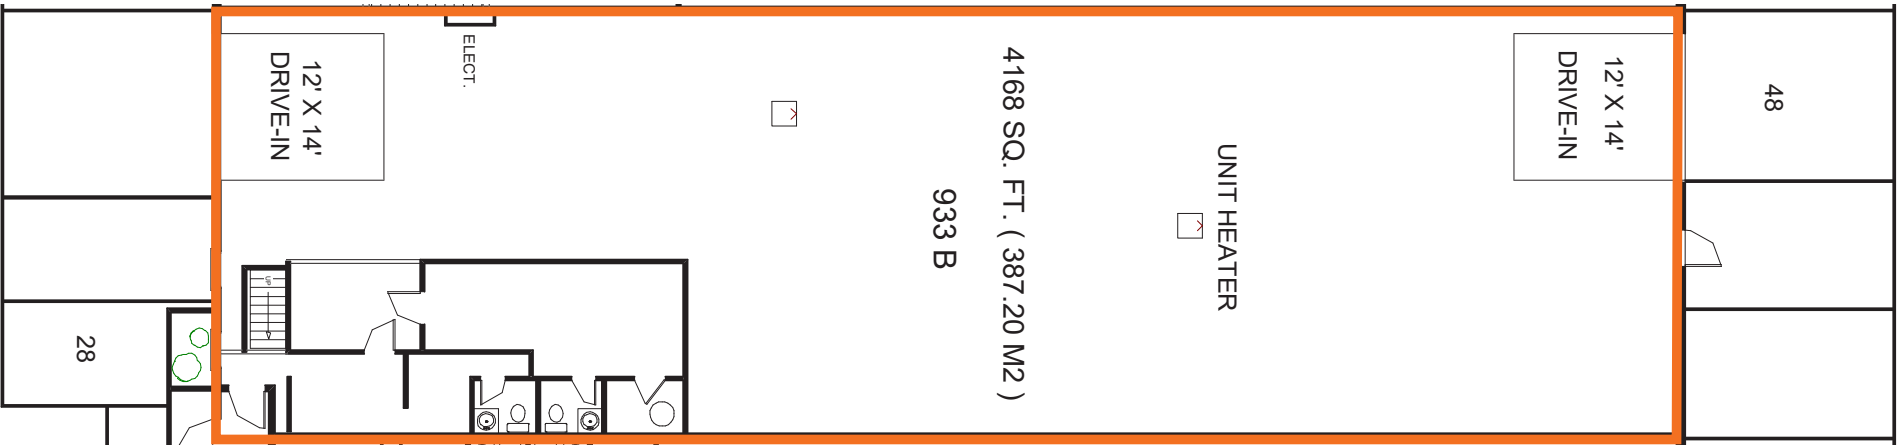 12' X 14'
DRIVE-IN
ELECT.
4168 SQ. FT. ( 387.20 M2 )
933 B
UNIT HEATER
12' X 14'
DRIVE-IN
48
UP
28